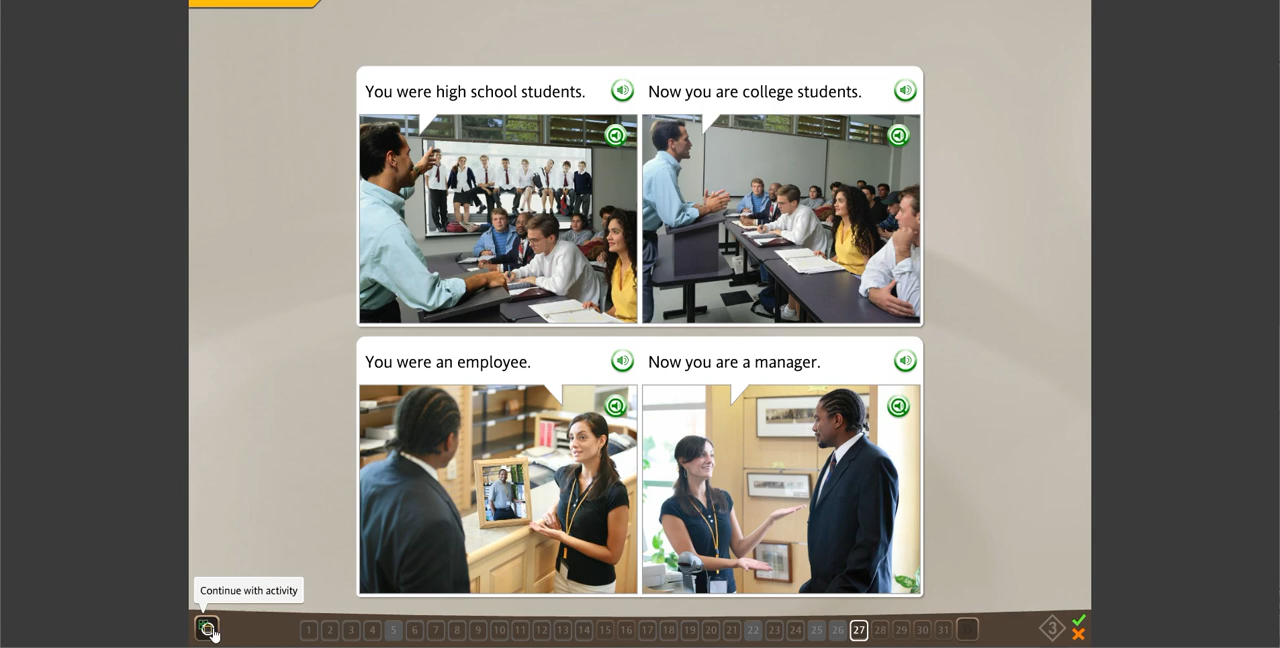 You were high school students.
Now you are college students.
You were an employee.
Now you are a manager.
Continue with activity
1 2 3 4 5 6 7 8 9 10 11 12 13 14 15 16 17 18 19 20 21 22 23 24 25 26 27 28 29 30 31
3